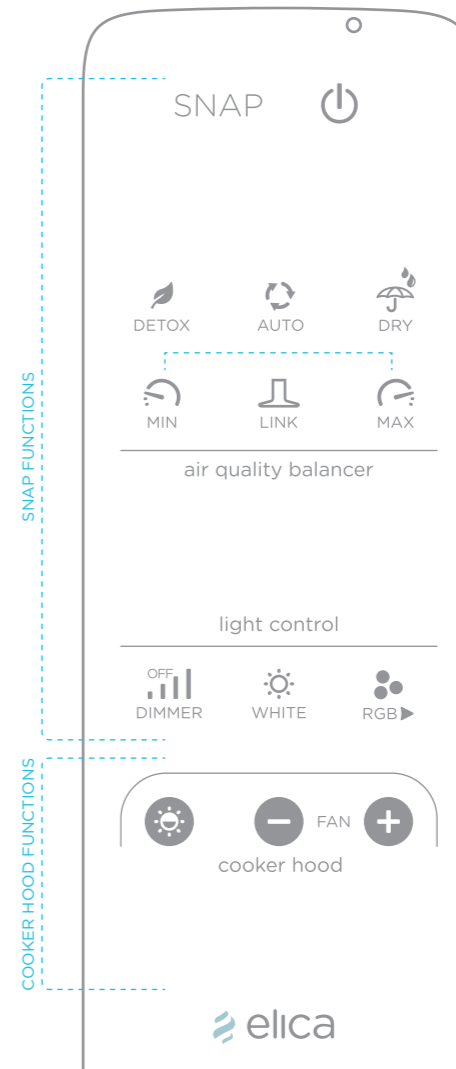 SNAP
DETOX AUTO DRY
MIN LINK MAX
air quality balancer
SNAP FUNCTIONS
light control
OFF
DIMMER WHITE RGB
FAN
cooker hood
COOKER HOOD FUNCTIONS
elica